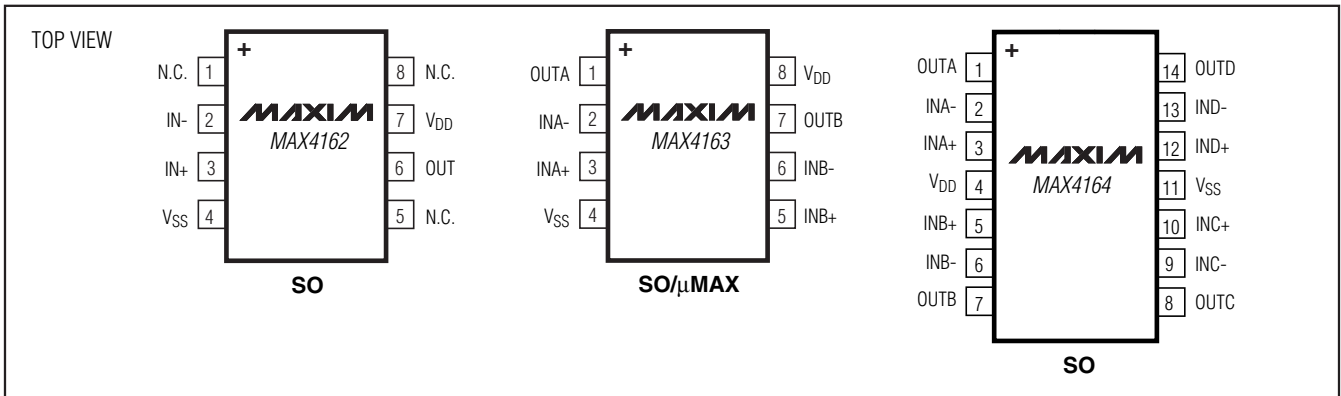 TOP VIEW
+
N.C. 1
IN- 2
IN+ 3
VSS 4
8 N.C.
7 VDD
6 OUT
5 N.C.
MAXIM
MAX4162
SO
+
OUTA 1
INA- 2
INA+ 3
VSS 4
8 VDD
7 OUTB
6 INB-
5 INB+
MAXIM
MAX4163
SO/µMAX
+
OUTA 1
INA- 2
INA+ 3
VDD 4
INB+ 5
INB- 6
OUTB 7
14 OUTD
13 IND-
12 IND+
11 VSS
10 INC+
9 INC-
8 OUTC
MAXIM
MAX4164
SO